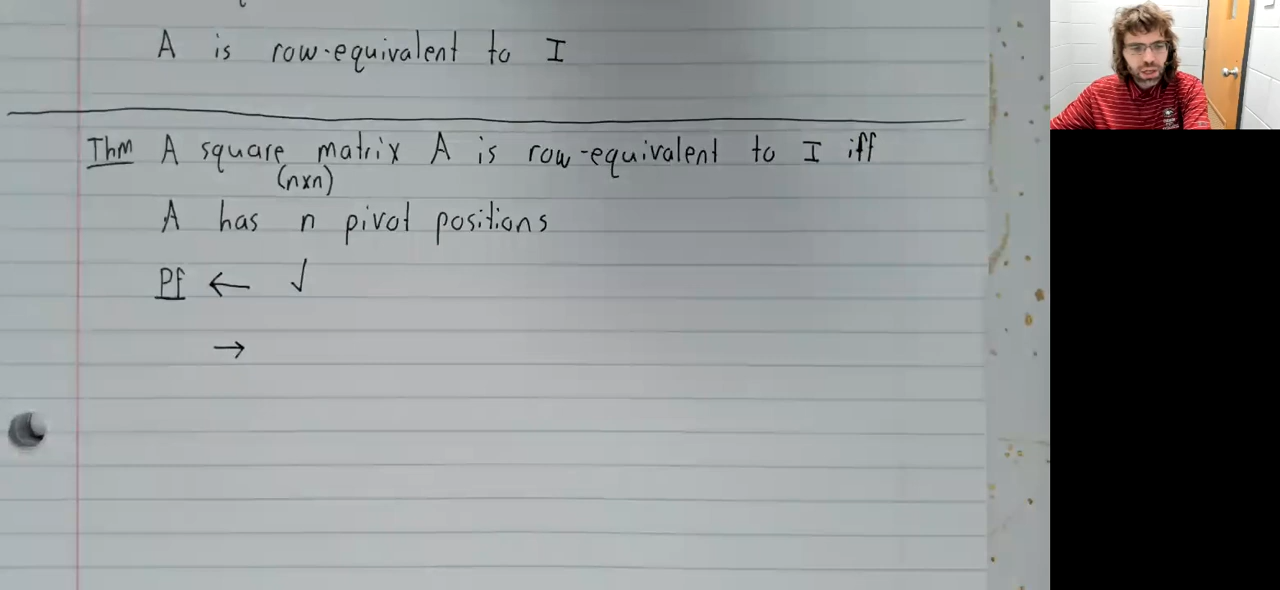 A is row-equivalent to I
Thm A square matrix A is row-equivalent to I iff
(nxn)
A has n pivot positions
Pf ← √
→